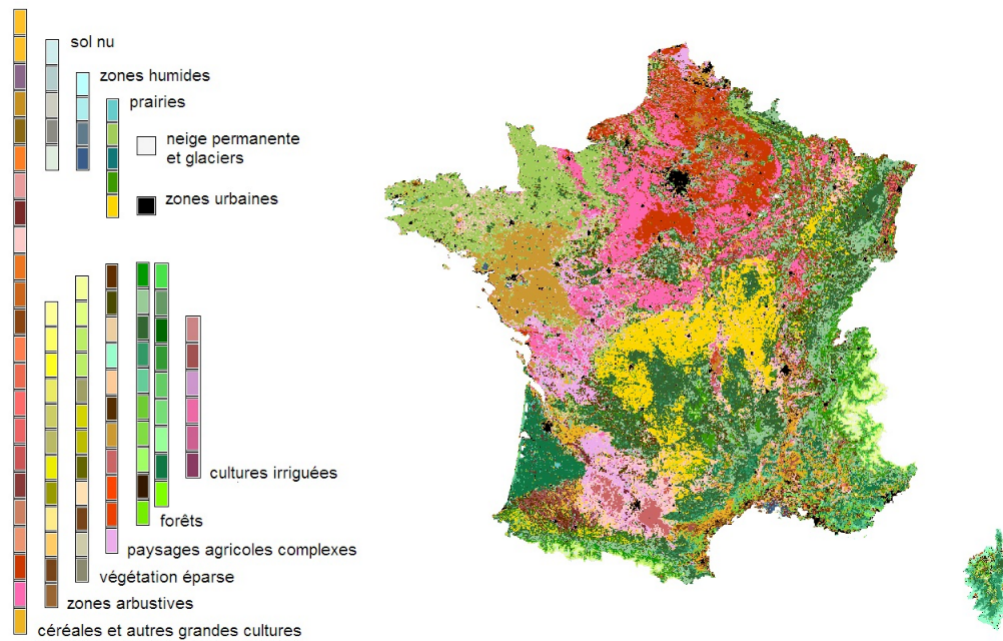 sol nu
zones humides
prairies
neige permanente
et glaciers
zones urbaines
cultures irriguées
forêts
paysages agricoles complexes
végétation éparse
zones arbustives
céréales et autres grandes cultures